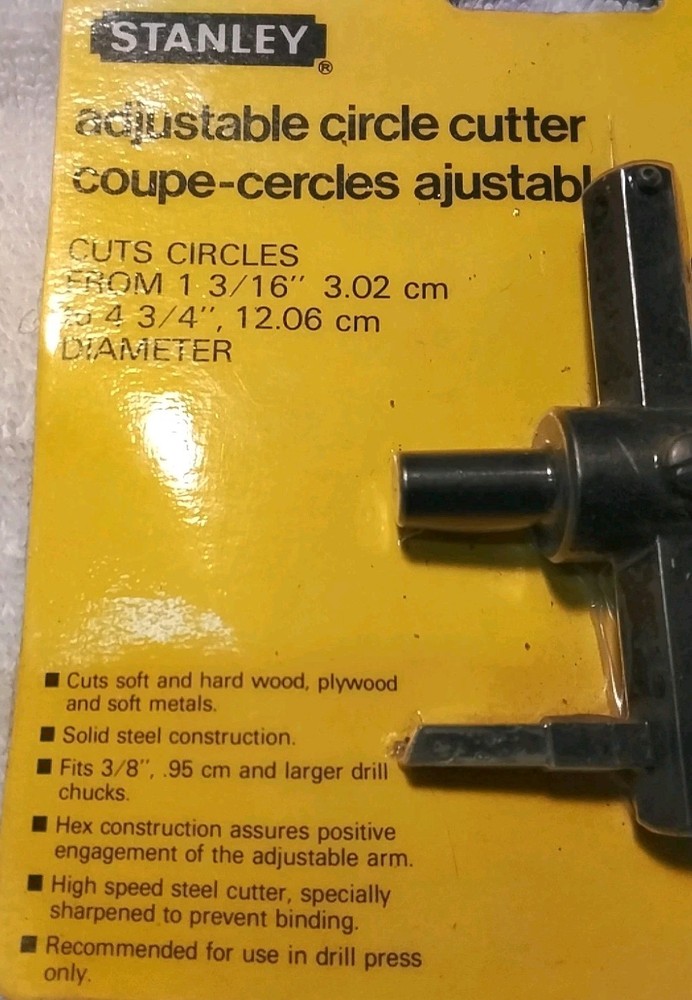 STANLEY
®
adjustable circle cutter
coupe-cercles ajustabl
CUTS CIRCLES
FROM 1 3/16" 3.02 cm
to 4 3/4", 12.06 cm
DIAMETER
■ Cuts soft and hard wood, plywood
and soft metals.
■ Solid steel construction.
■ Fits 3/8", .95 cm and larger drill
chucks.
■ Hex construction assures positive
engagement of the adjustable arm.
■ High speed steel cutter, specially
sharpened to prevent binding.
■ Recommended for use in drill press
only.